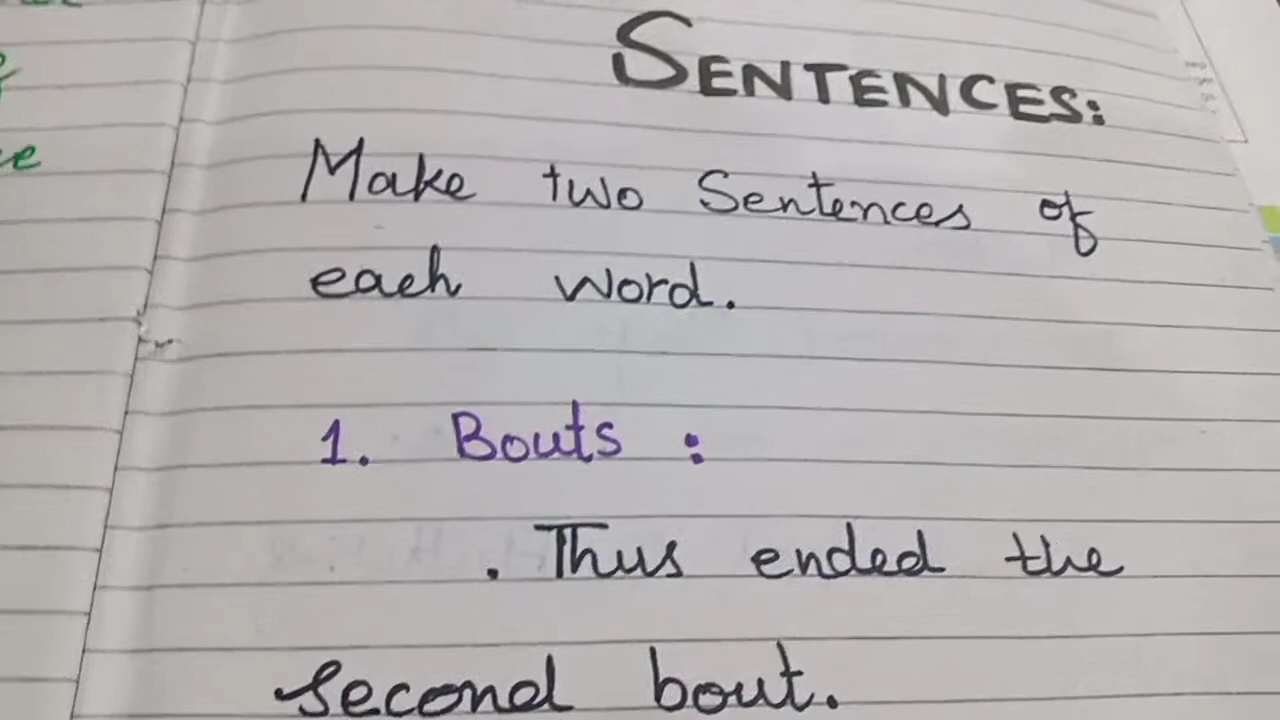 SENTENCES:
Make two Sentences of
each word.
1. Bouts :
. Thus ended the
second bout.